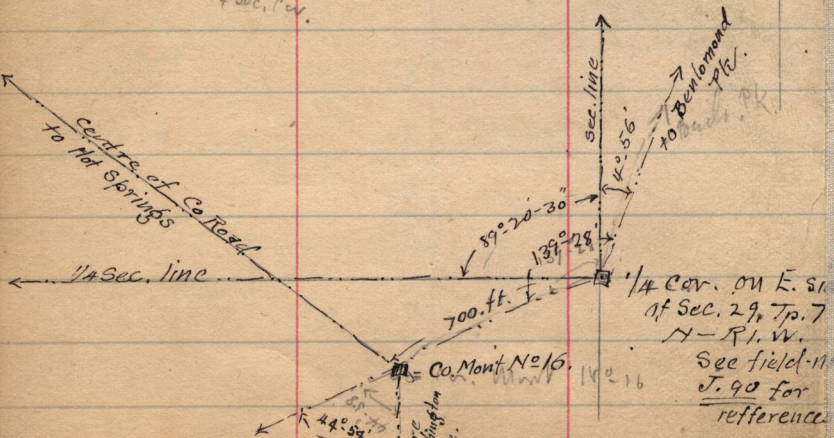 sec. line
to Benlomond
Pk.
4°-56'
centre of Co Road
to Hot Springs
89°-20'-30"
139°-28'
1/4 Sec. line
700. ft.
1/4 Cor. on E. Si
of Sec. 29, Tp. 7
N - R1. W.
See field-n
J. 90 for
refference
Co. Mont No 16.
44°-54'